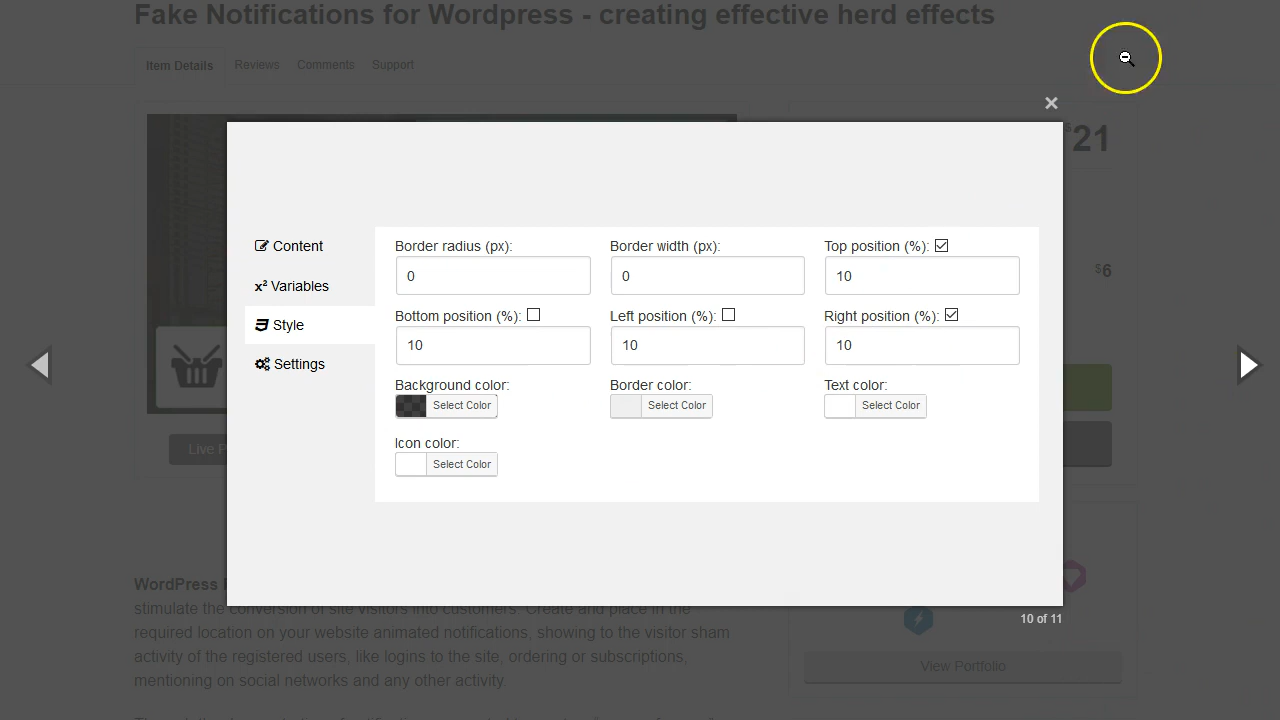 Fake Notifications for Wordpress - creating effective herd effects
Item Details Reviews Comments Support
×
$21
Content
x² Variables
Style
Settings
Border radius (px): Border width (px): Top position (%):
0 0 10
Bottom position (%): Left position (%): Right position (%):
10 10 10
Background color: Border color: Text color:
Select Color Select Color Select Color
Icon color:
Select Color
$6
Live P
WordPress
stimulate the conversion of site visitors into customers. Create and place in the
required location on your website animated notifications, showing to the visitor sham
activity of the registered users, like logins to the site, ordering or subscriptions,
mentioning on social networks and any other activity.
10 of 11
View Portfolio